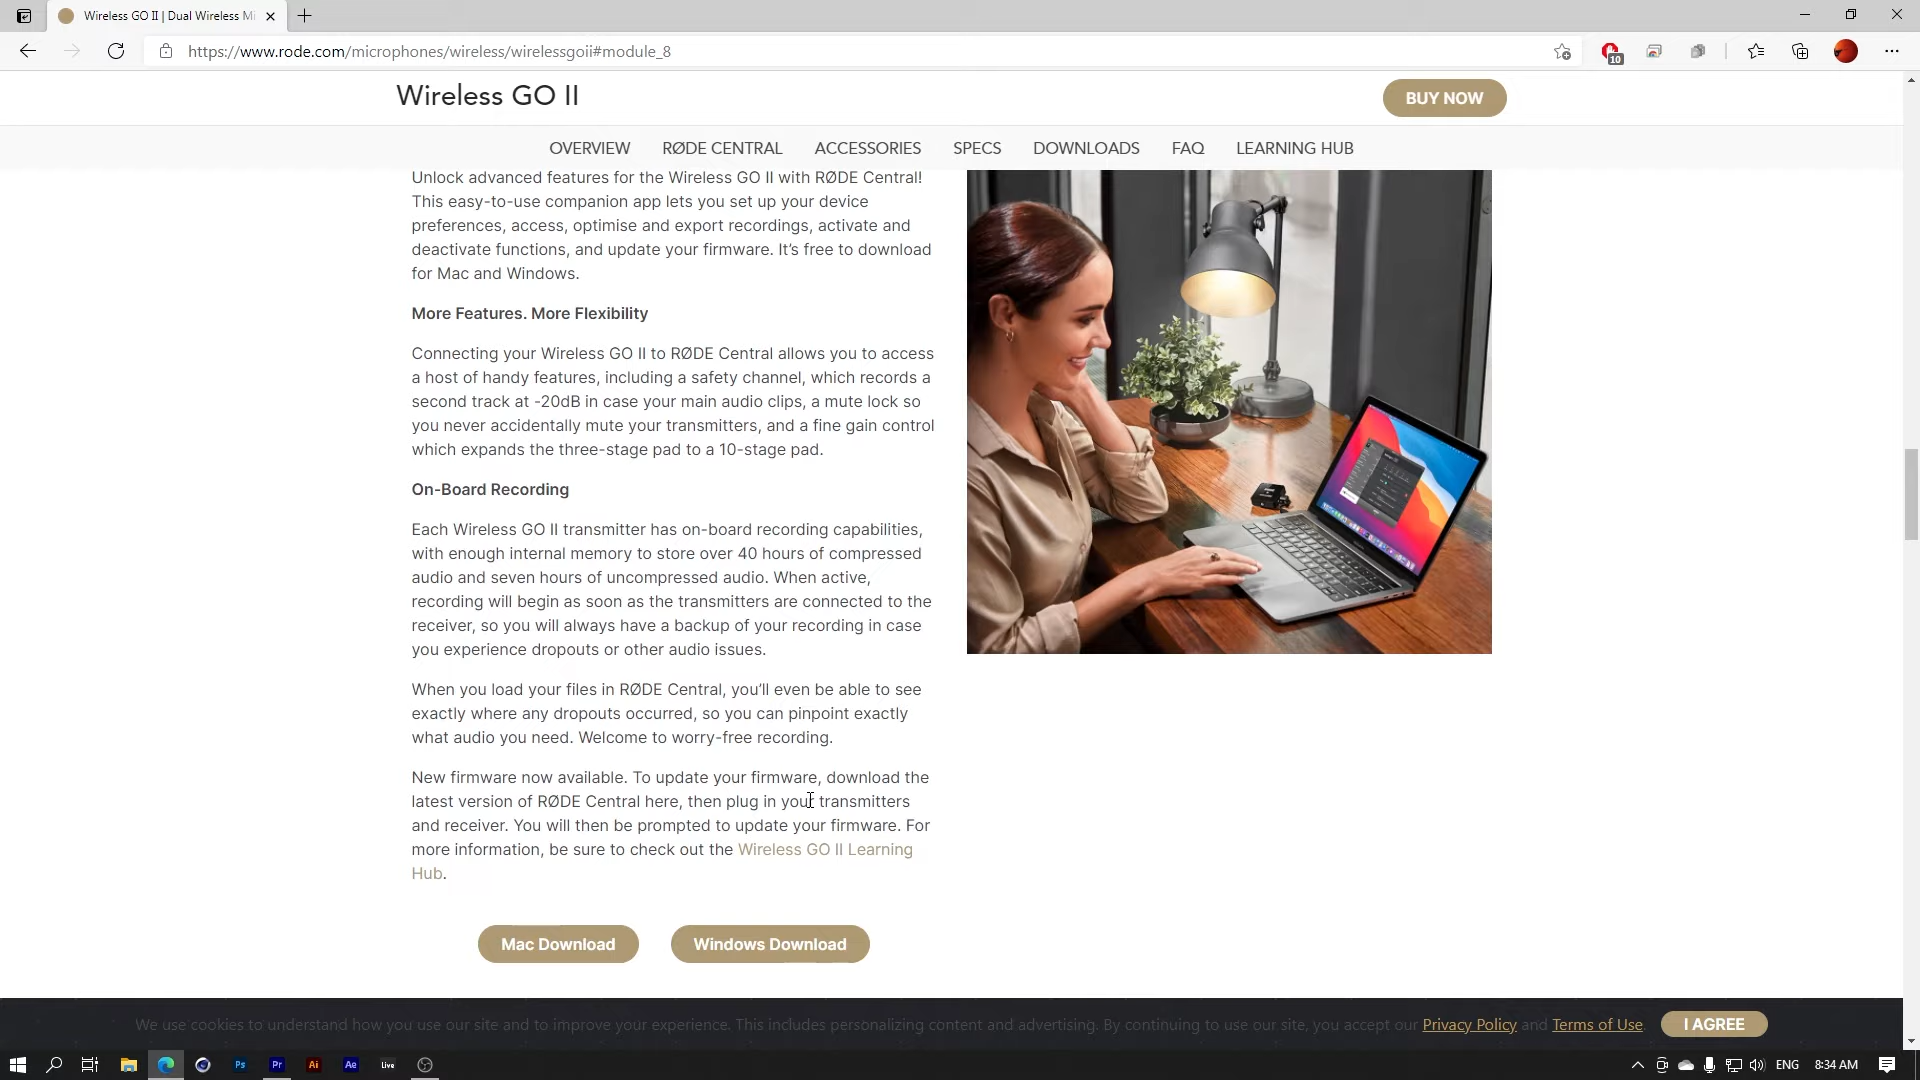 Wireless GO II | Dual Wireless Mi
https://www.rode.com/microphones/wireless/wirelessgoii#module_8
10
Wireless GO II
BUY NOW
OVERVIEW RØDE CENTRAL ACCESSORIES SPECS DOWNLOADS FAQ LEARNING HUB
Unlock advanced features for the Wireless GO II with RØDE Central!
This easy-to-use companion app lets you set up your device
preferences, access, optimise and export recordings, activate and
deactivate functions, and update your firmware. It’s free to download
for Mac and Windows.
More Features. More Flexibility
Connecting your Wireless GO II to RØDE Central allows you to access
a host of handy features, including a safety channel, which records a
second track at -20dB in case your main audio clips, a mute lock so
you never accidentally mute your transmitters, and a fine gain control
which expands the three-stage pad to a 10-stage pad.
On-Board Recording
Each Wireless GO II transmitter has on-board recording capabilities,
with enough internal memory to store over 40 hours of compressed
audio and seven hours of uncompressed audio. When active,
recording will begin as soon as the transmitters are connected to the
receiver, so you will always have a backup of your recording in case
you experience dropouts or other audio issues.
When you load your files in RØDE Central, you’ll even be able to see
exactly where any dropouts occurred, so you can pinpoint exactly
what audio you need. Welcome to worry-free recording.
New firmware now available. To update your firmware, download the
latest version of RØDE Central here, then plug in your transmitters
and receiver. You will then be prompted to update your firmware. For
more information, be sure to check out the Wireless GO II Learning
Hub.
Mac Download Windows Download
We use cookies to understand how you use our site and to improve your experience. This includes personalizing content and advertising. By continuing to use our site, you accept our Privacy Policy and Terms of Use.
I AGREE
Ps Pr Ai Ae Live ENG 8:34 AM